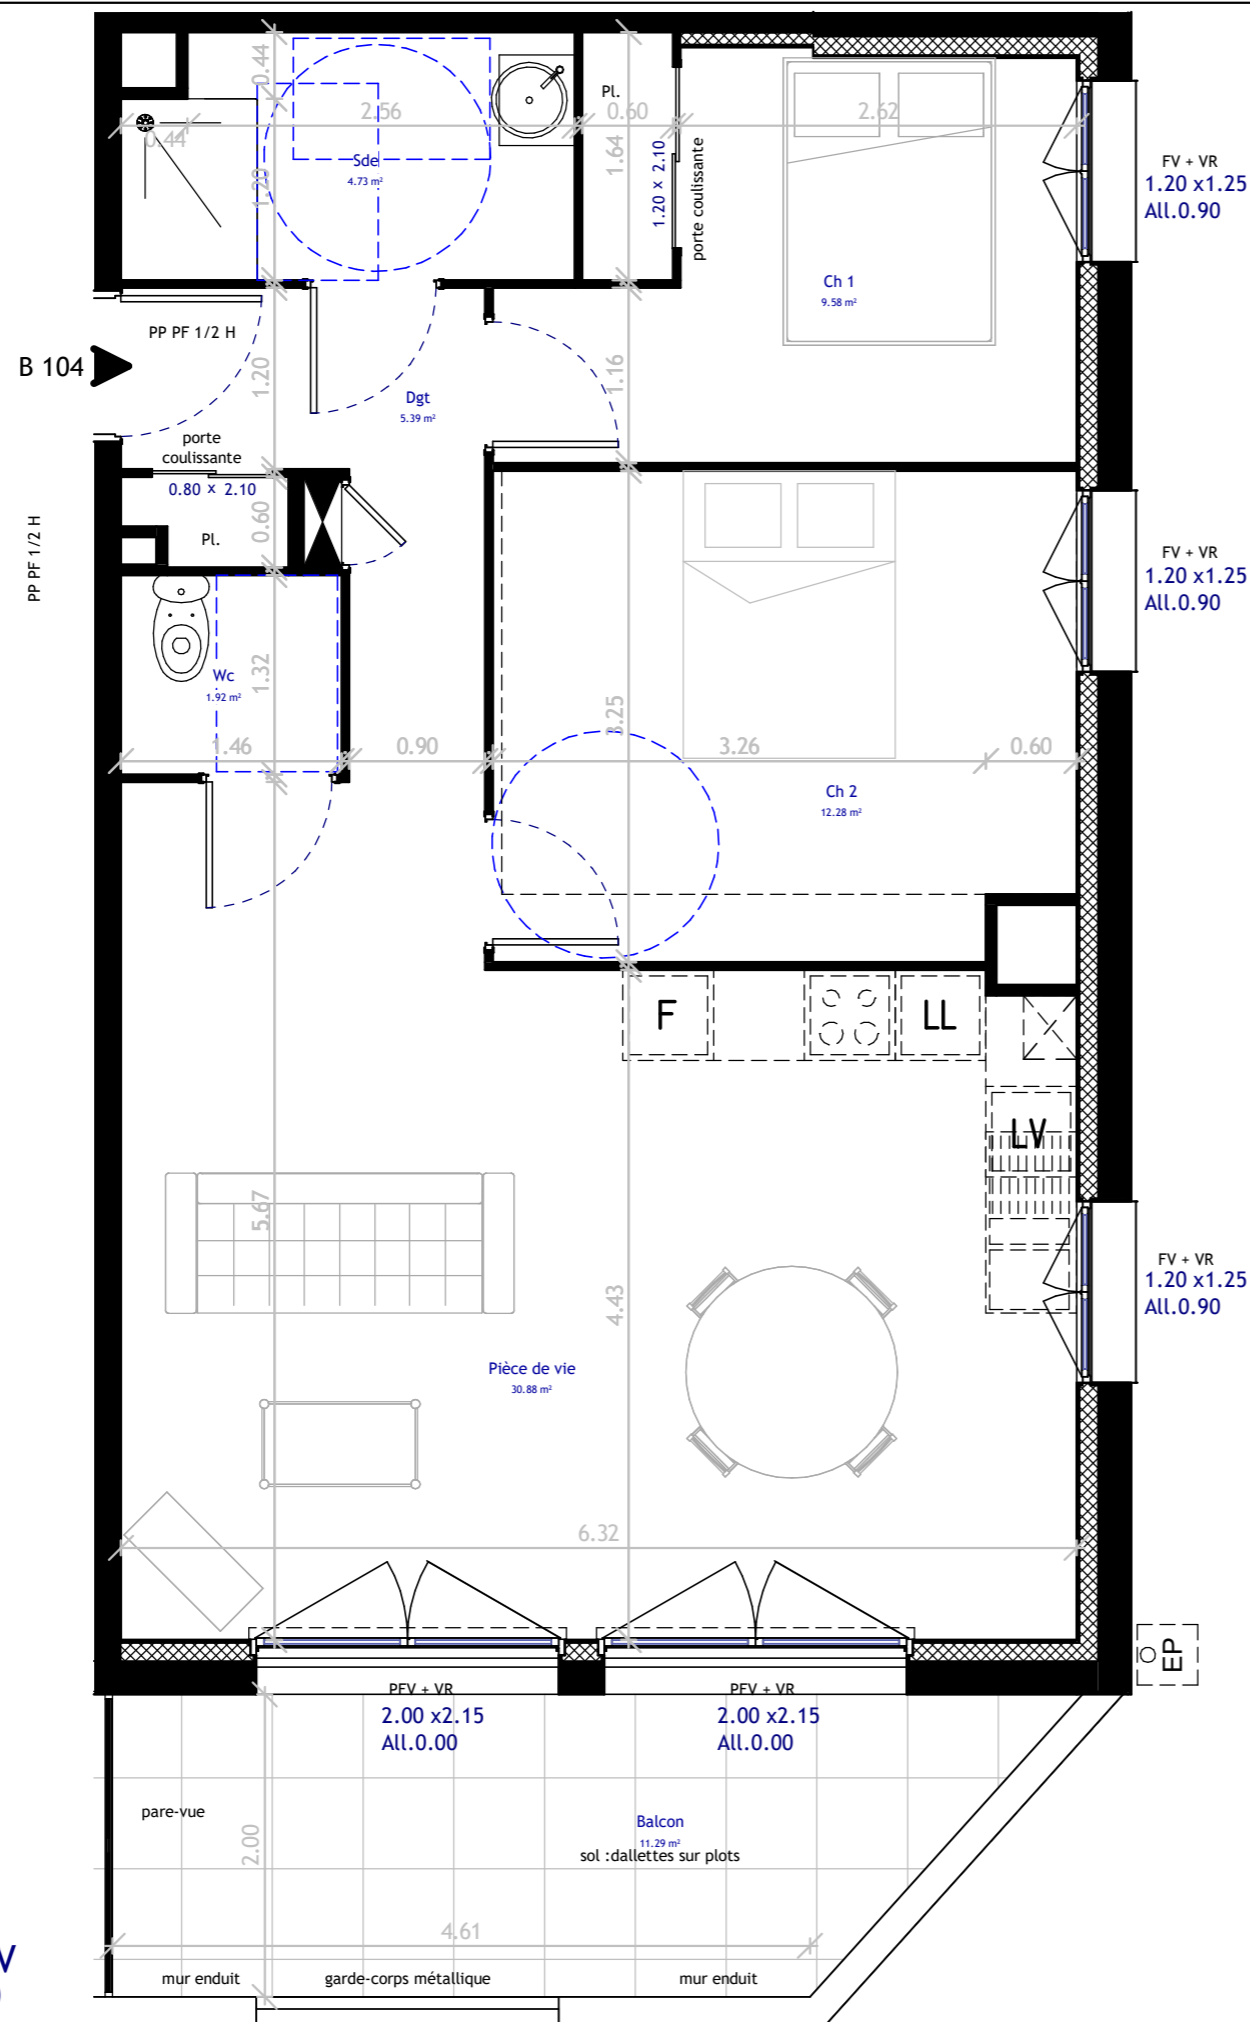 0.44
2.56
0.44
Sde
4.73 m²
1.20
Pl.
0.60
1.64
1.20 x 2.10
porte coulissante
2.62
Ch 1
9.58 m²
FV + VR
1.20 x1.25
All.0.90
B 104
PP PF 1/2 H
1.20
Dgt
5.39 m²
1.16
porte
coulissante
0.80 x 2.10
Pl.
0.60
PP PF 1/2 H
FV + VR
1.20 x1.25
All.0.90
Wc
1.92 m²
1.32
1.46
0.90
3.25
3.26
0.60
Ch 2
12.28 m²
F
LL
LV
5.67
4.43
FV + VR
1.20 x1.25
All.0.90
Pièce de vie
30.88 m²
6.32
EP
PFV + VR
2.00 x2.15
All.0.00
PFV + VR
2.00 x2.15
All.0.00
pare-vue
2.00
Balcon
11.29 m²
sol :dallettes sur plots
4.61
mur enduit
garde-corps métallique
mur enduit